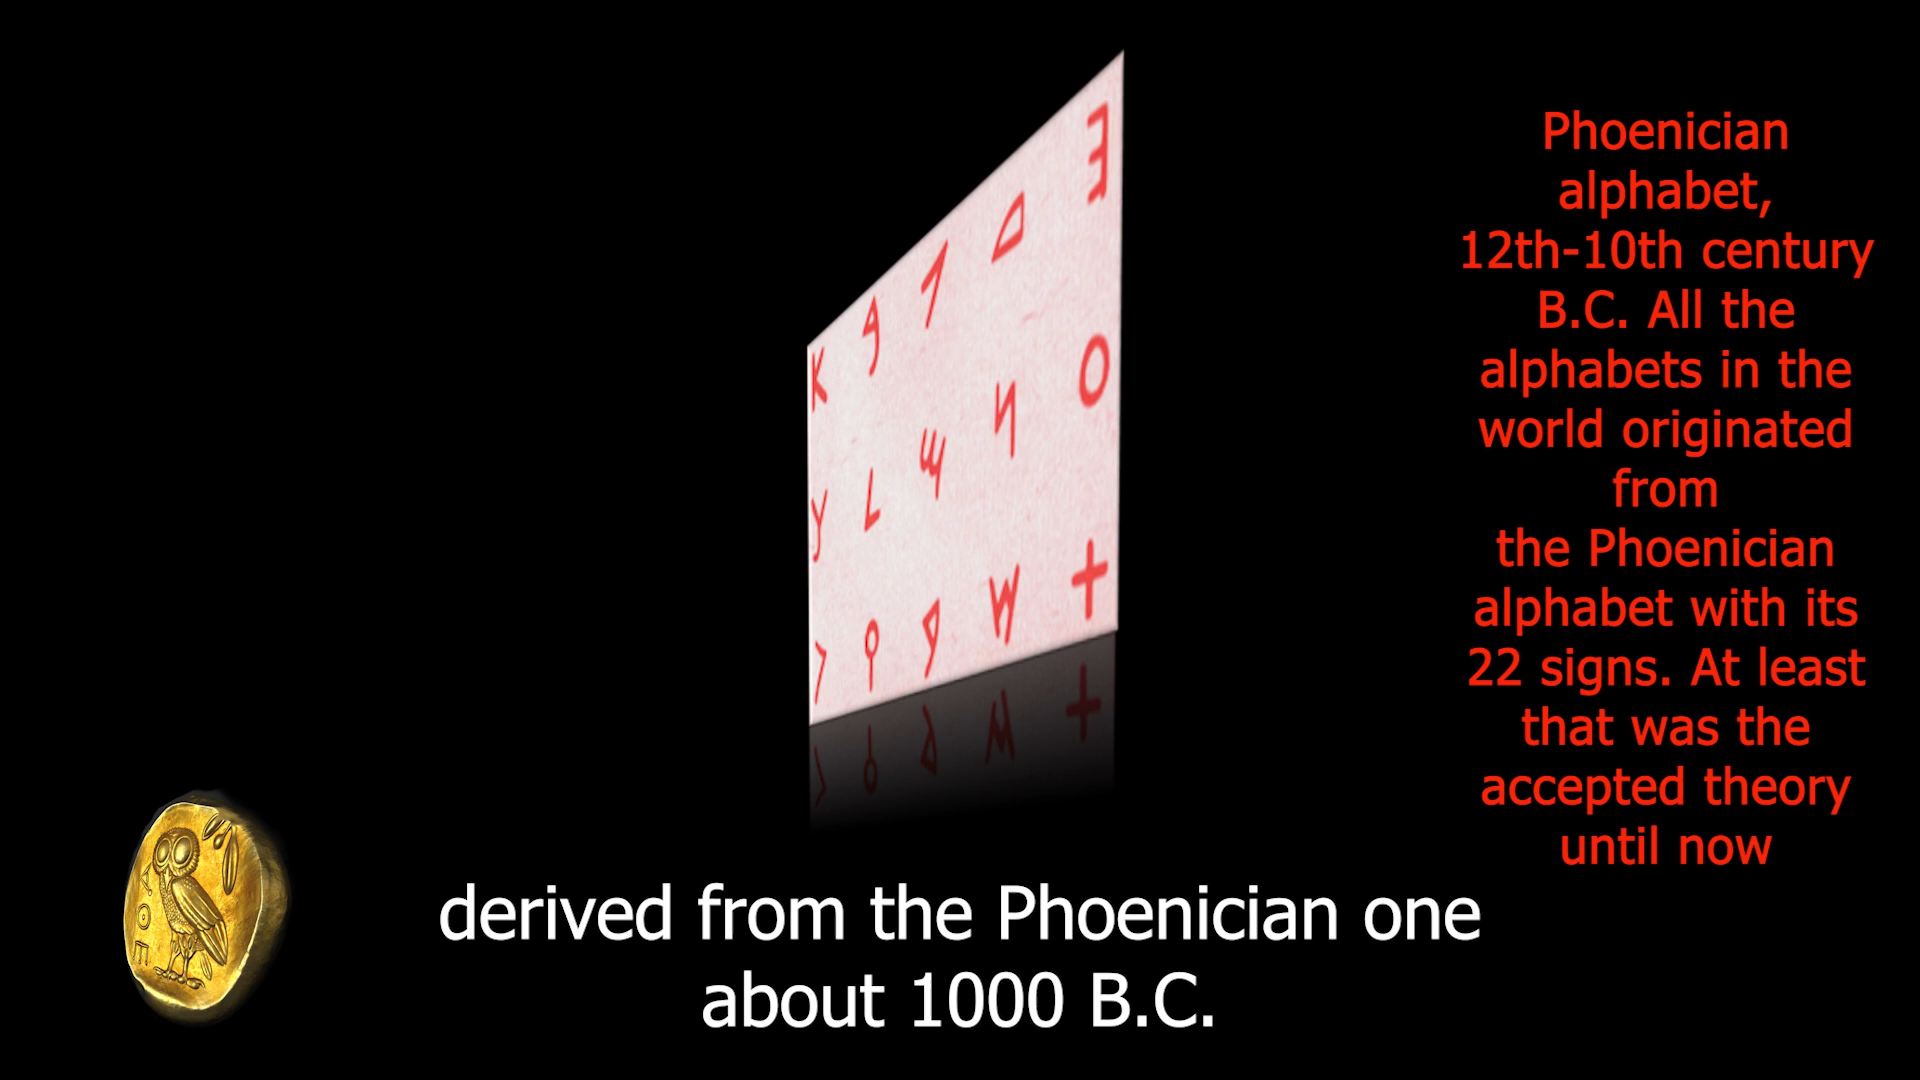 𐤀 𐤁 𐤂 𐤃 𐤄
𐤅 𐤋 𐤌 𐤍 𐤏
𐤐 𐤒 𐤓 𐤔 𐤕
Phoenician
alphabet,
12th-10th century
B.C. All the
alphabets in the
world originated
from
the Phoenician
alphabet with its
22 signs. At least
that was the
accepted theory
until now
ΑΘΕ
derived from the Phoenician one
about 1000 B.C.